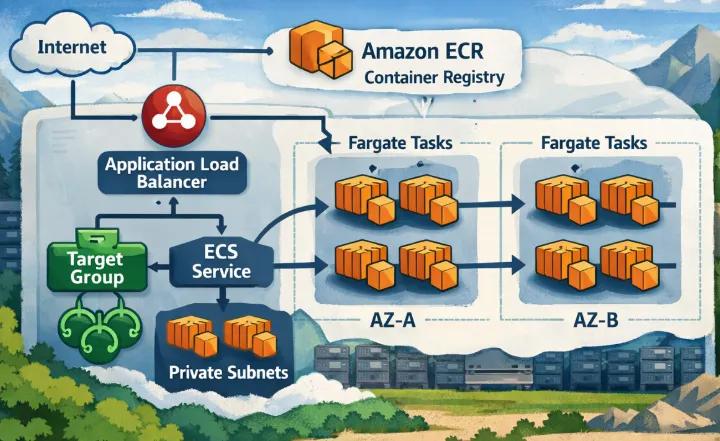 Internet
Amazon ECR
Container Registry
Application Load
Balancer
Fargate Tasks
Fargate Tasks
Target
Group
ECS
Service
AZ-A
AZ-B
Private Subnets